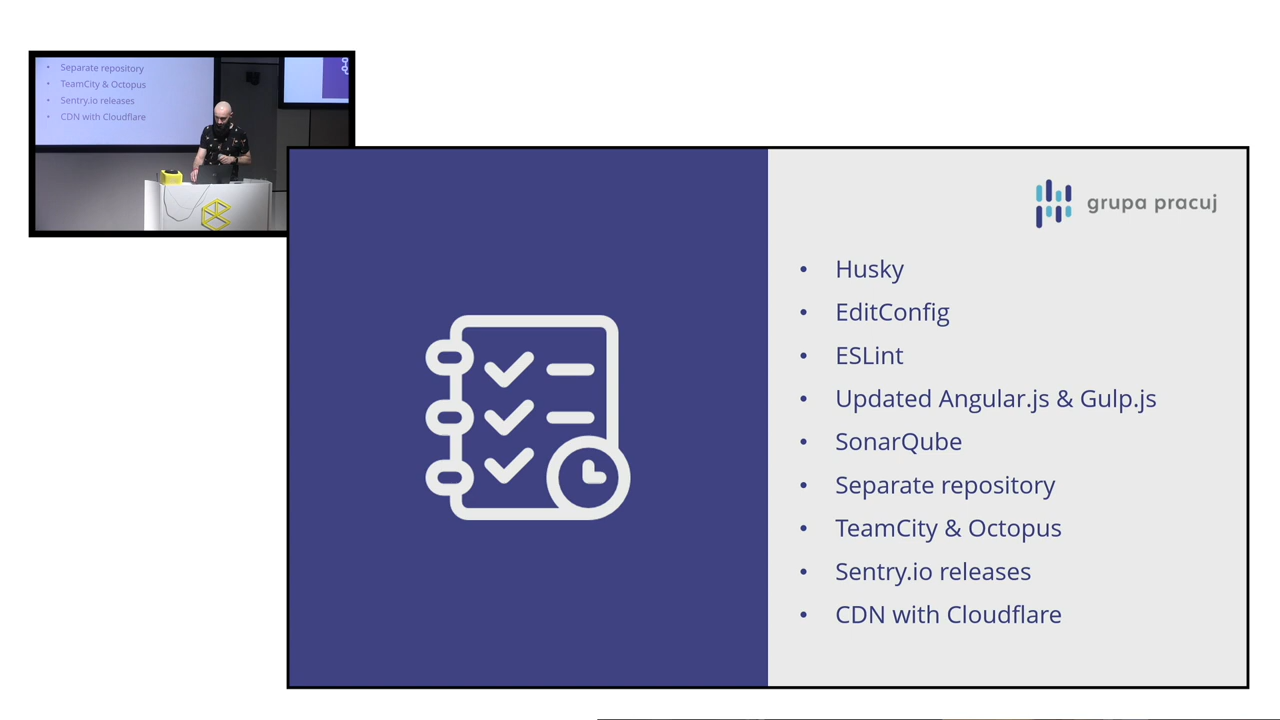 • Separate repository
• TeamCity & Octopus
• Sentry.io releases
• CDN with Cloudflare
grupa pracuj
• Husky
• EditConfig
• ESLint
• Updated Angular.js & Gulp.js
• SonarQube
• Separate repository
• TeamCity & Octopus
• Sentry.io releases
• CDN with Cloudflare